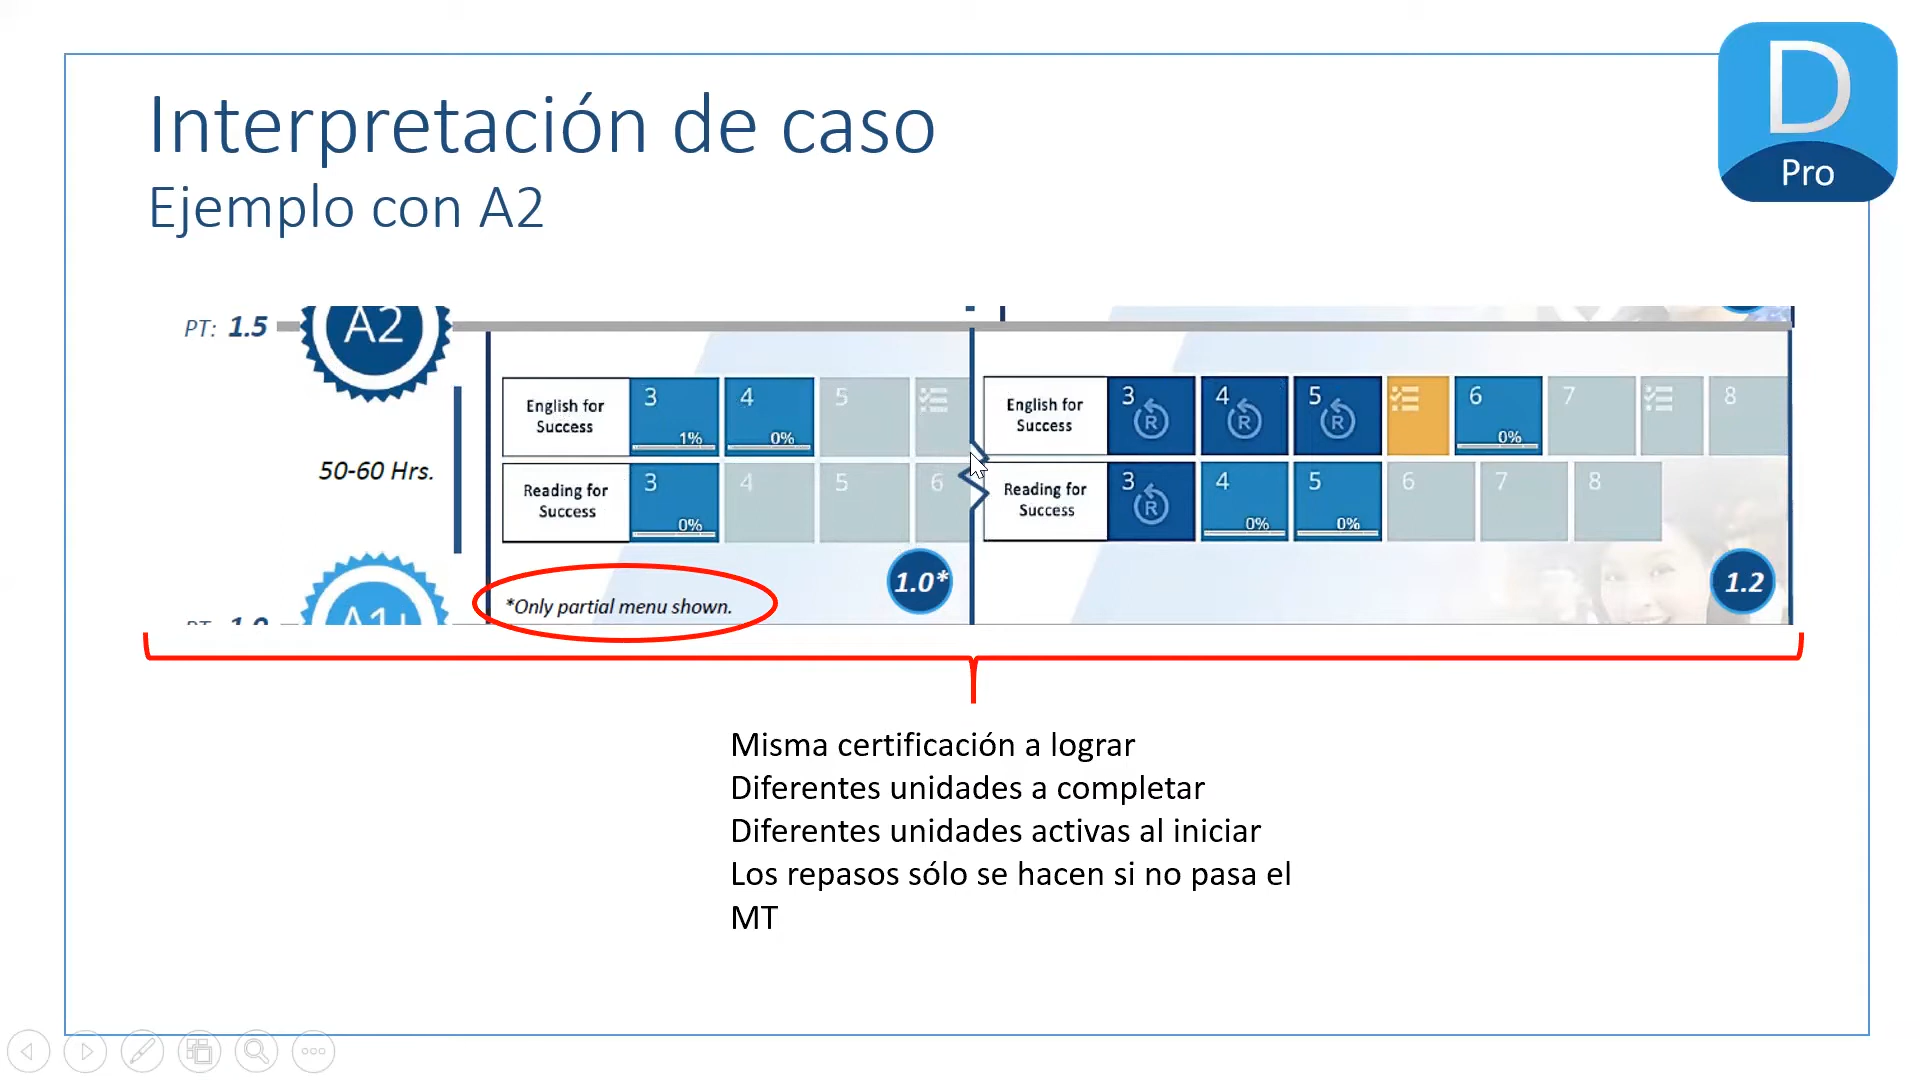 Interpretación de caso
Ejemplo con A2
D
Pro
PT: 1.5
A2
50-60 Hrs.
English for
Success
3
1%
4
0%
5
Reading for
Success
3
0%
4
5
6
*Only partial menu shown.
1.0*
English for
Success
3
R
4
R
5
R
6
0%
7
8
Reading for
Success
3
R
4
0%
5
0%
6
7
8
1.2
Misma certificación a lograr
Diferentes unidades a completar
Diferentes unidades activas al iniciar
Los repasos sólo se hacen si no pasa el
MT